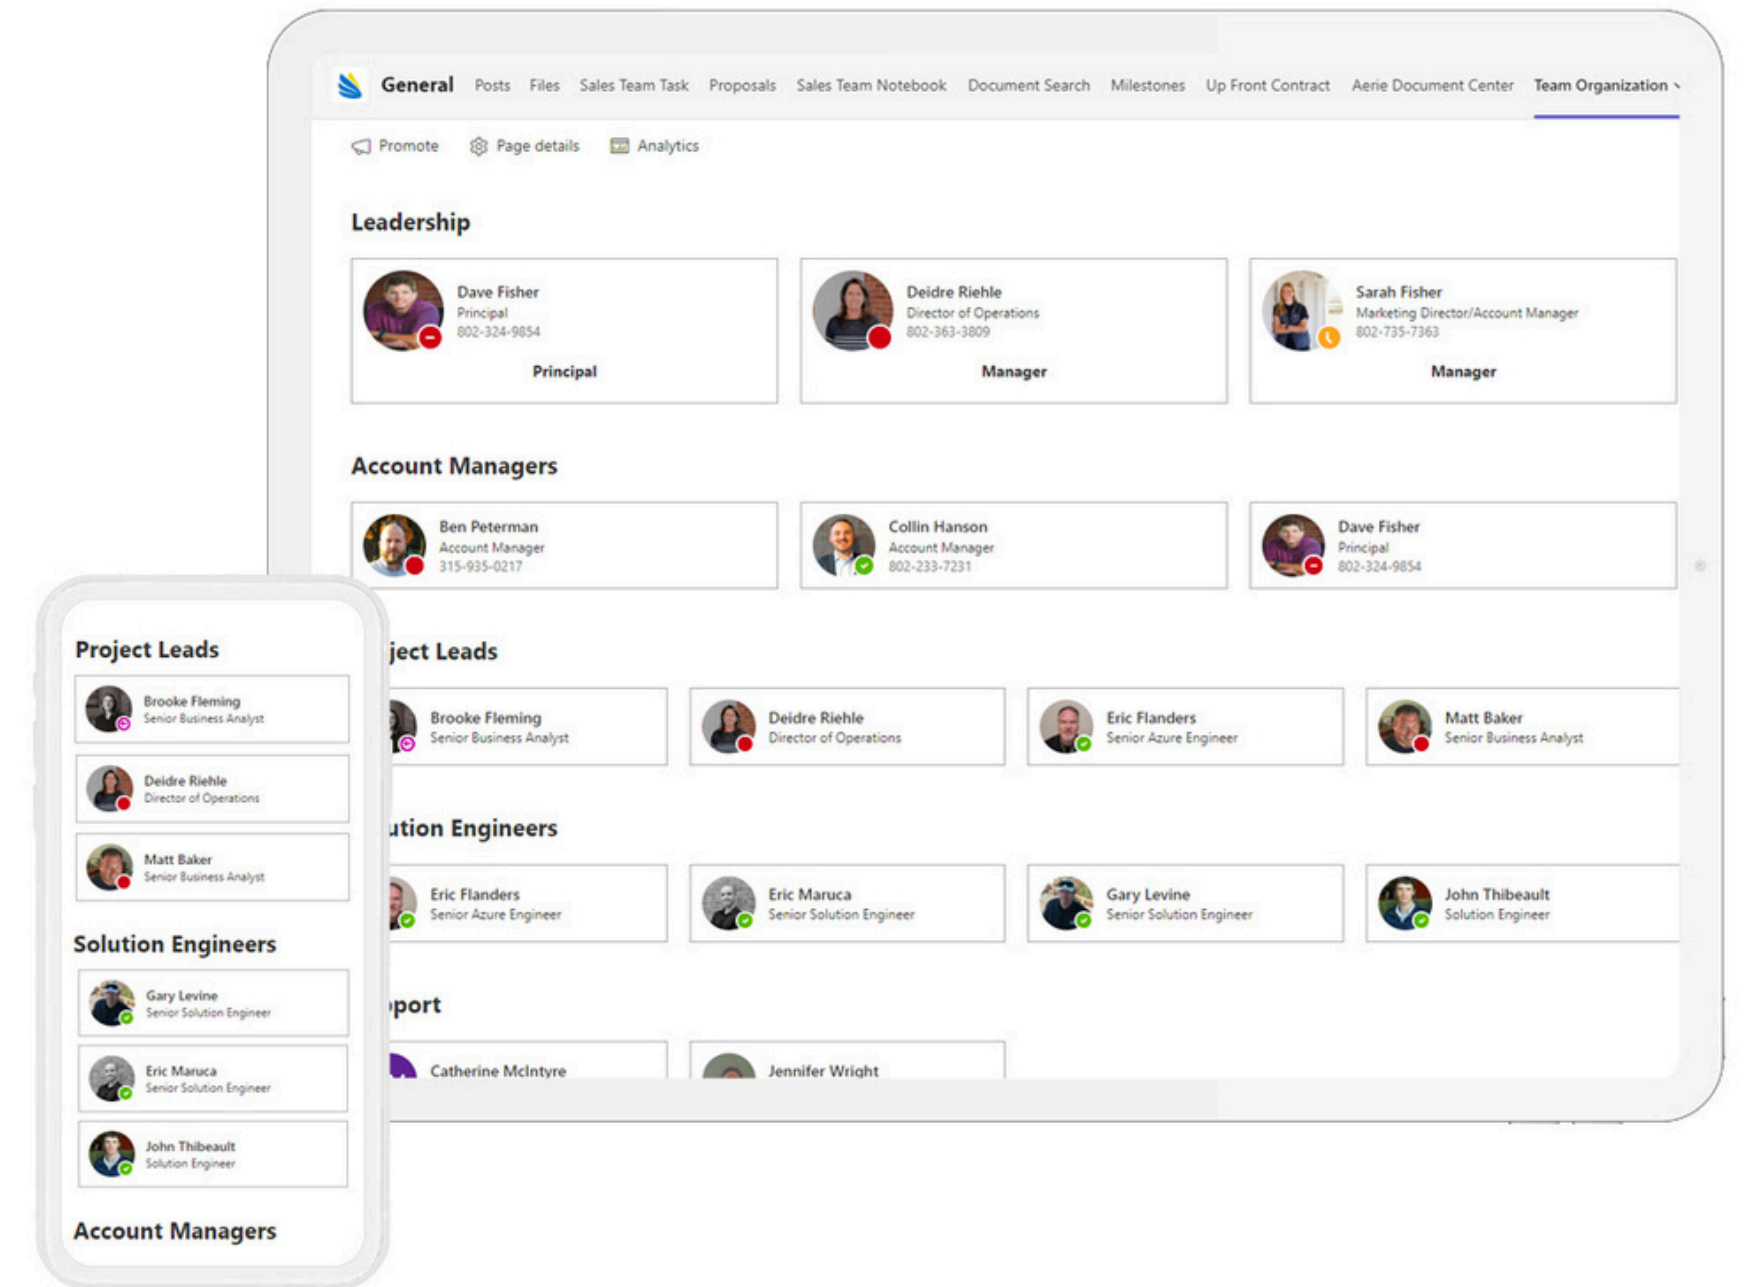 General Posts Files Sales Team Task Proposals Sales Team Notebook Document Search Milestones Up Front Contract Aerie Document Center Team Organization
Promote Page details Analytics
Leadership
Dave Fisher
Principal
802-324-9854
Principal
Deidre Riehle
Director of Operations
802-363-3809
Manager
Sarah Fisher
Marketing Director/Account Manager
802-735-7363
Manager
Account Managers
Ben Peterman
Account Manager
315-935-0217
Collin Hanson
Account Manager
802-233-7231
Dave Fisher
Principal
802-324-9854
ject Leads
Brooke Fleming
Senior Business Analyst
Deidre Riehle
Director of Operations
Eric Flanders
Senior Azure Engineer
Matt Baker
Senior Business Analyst
ution Engineers
Eric Flanders
Senior Azure Engineer
Eric Maruca
Senior Solution Engineer
Gary Levine
Senior Solution Engineer
John Thibeault
Solution Engineer
port
Catherine McIntyre
Jennifer Wright
Project Leads
Brooke Fleming
Senior Business Analyst
Deidre Riehle
Director of Operations
Matt Baker
Senior Business Analyst
Solution Engineers
Gary Levine
Senior Solution Engineer
Eric Maruca
Senior Solution Engineer
John Thibeault
Solution Engineer
Account Managers